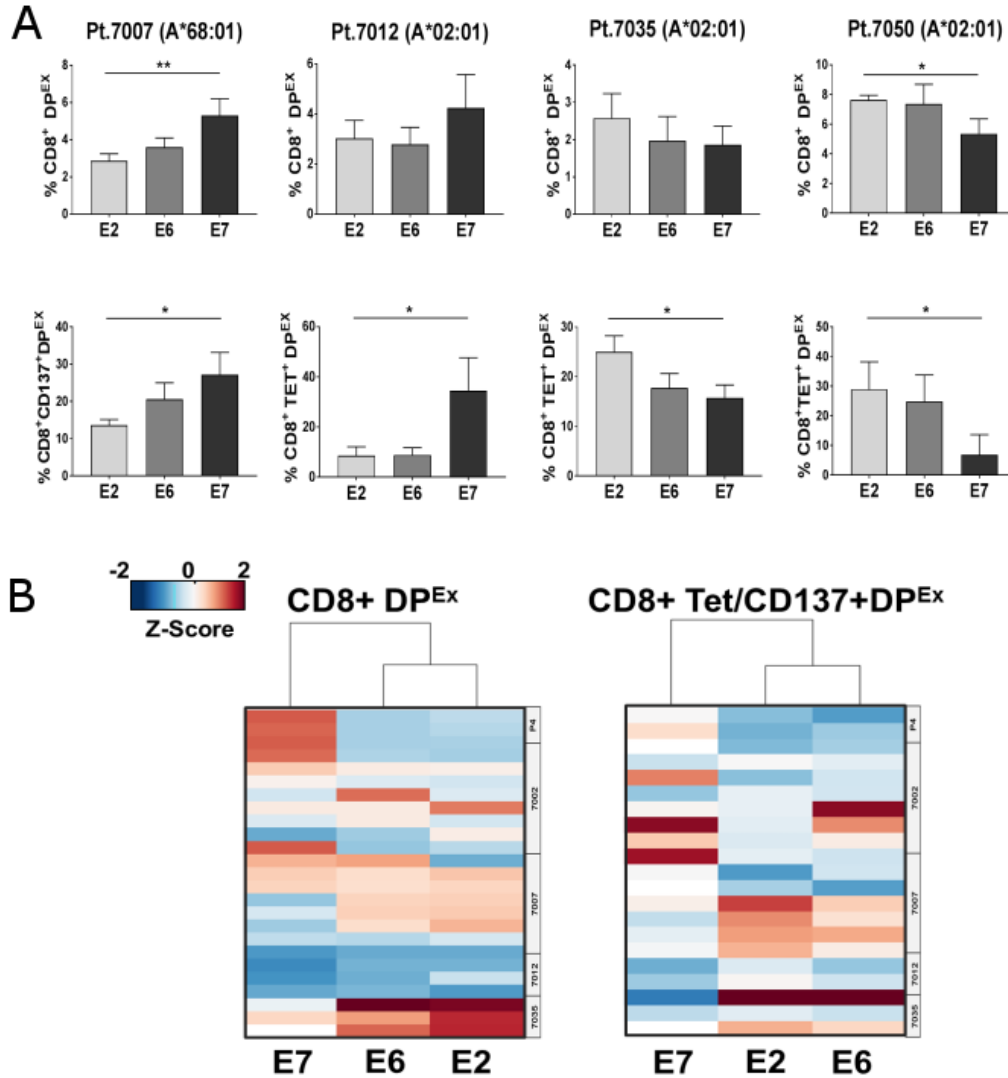 A
Pt.7007 (A*68:01)
Pt.7012 (A*02:01)
Pt.7035 (A*02:01)
Pt.7050 (A*02:01)
% CD8+ DPEX
8
6
4
2
0
**
E2 E6 E7
% CD8+ DPEX
6
4
2
0
E2 E6 E7
% CD8+ DPEX
4
3
2
1
0
E2 E6 E7
% CD8+ DPEX
10
8
6
4
2
0
*
E2 E6 E7
% CD8+CD137+DPEX
40
30
20
10
0
*
E2 E6 E7
% CD8+ TET+ DPEX
60
40
20
0
*
E2 E6 E7
% CD8+ TET+ DPEX
30
20
10
0
*
E2 E6 E7
% CD8+TET+ DPEX
50
40
30
20
10
0
*
E2 E6 E7
B
-2 0 2
Z-Score
CD8+ DPEx
P4
7002
7007
7012
7035
E7 E6 E2
CD8+ Tet/CD137+DPEx
P4
7002
7007
7012
7035
E7 E2 E6